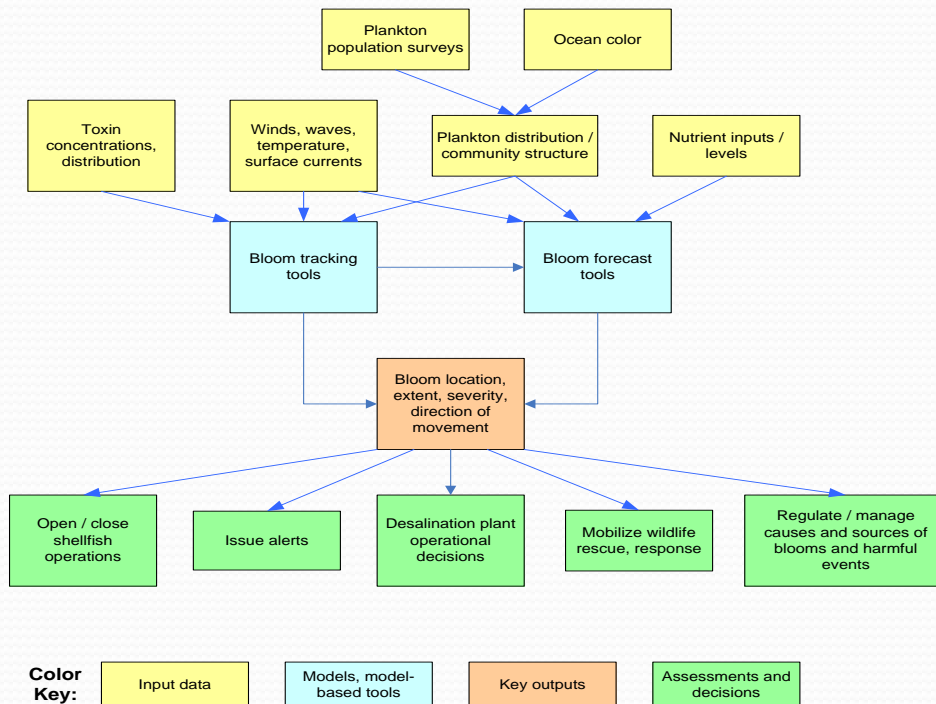 Plankton
population surveys
Ocean color
Toxin
concentrations,
distribution
Winds, waves,
temperature,
surface currents
Plankton distribution /
community structure
Nutrient inputs /
levels
Bloom tracking
tools
Bloom forecast
tools
Bloom location,
extent, severity,
direction of
movement
Open / close
shellfish
operations
Issue alerts
Desalination plant
operational
decisions
Mobilize wildlife
rescue, response
Regulate / manage
causes and sources of
blooms and harmful
events
Color
Key:
Input data
Models, model-
based tools
Key outputs
Assessments and
decisions